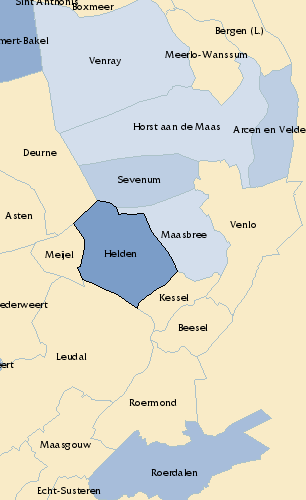 Sint Anthonis
Boxmeer
Bergen (L.)
mert-Bakel
Meerlo-Wanssum
Venray
Horst aan de Maas
Arcen en Velde
Deurne
Sevenum
Asten
Venlo
Maasbree
Meijel
Helden
Kessel
ederweert
Beesel
Leudal
ert
Roermond
Maasgouw
Roerdalen
Echt-Susteren